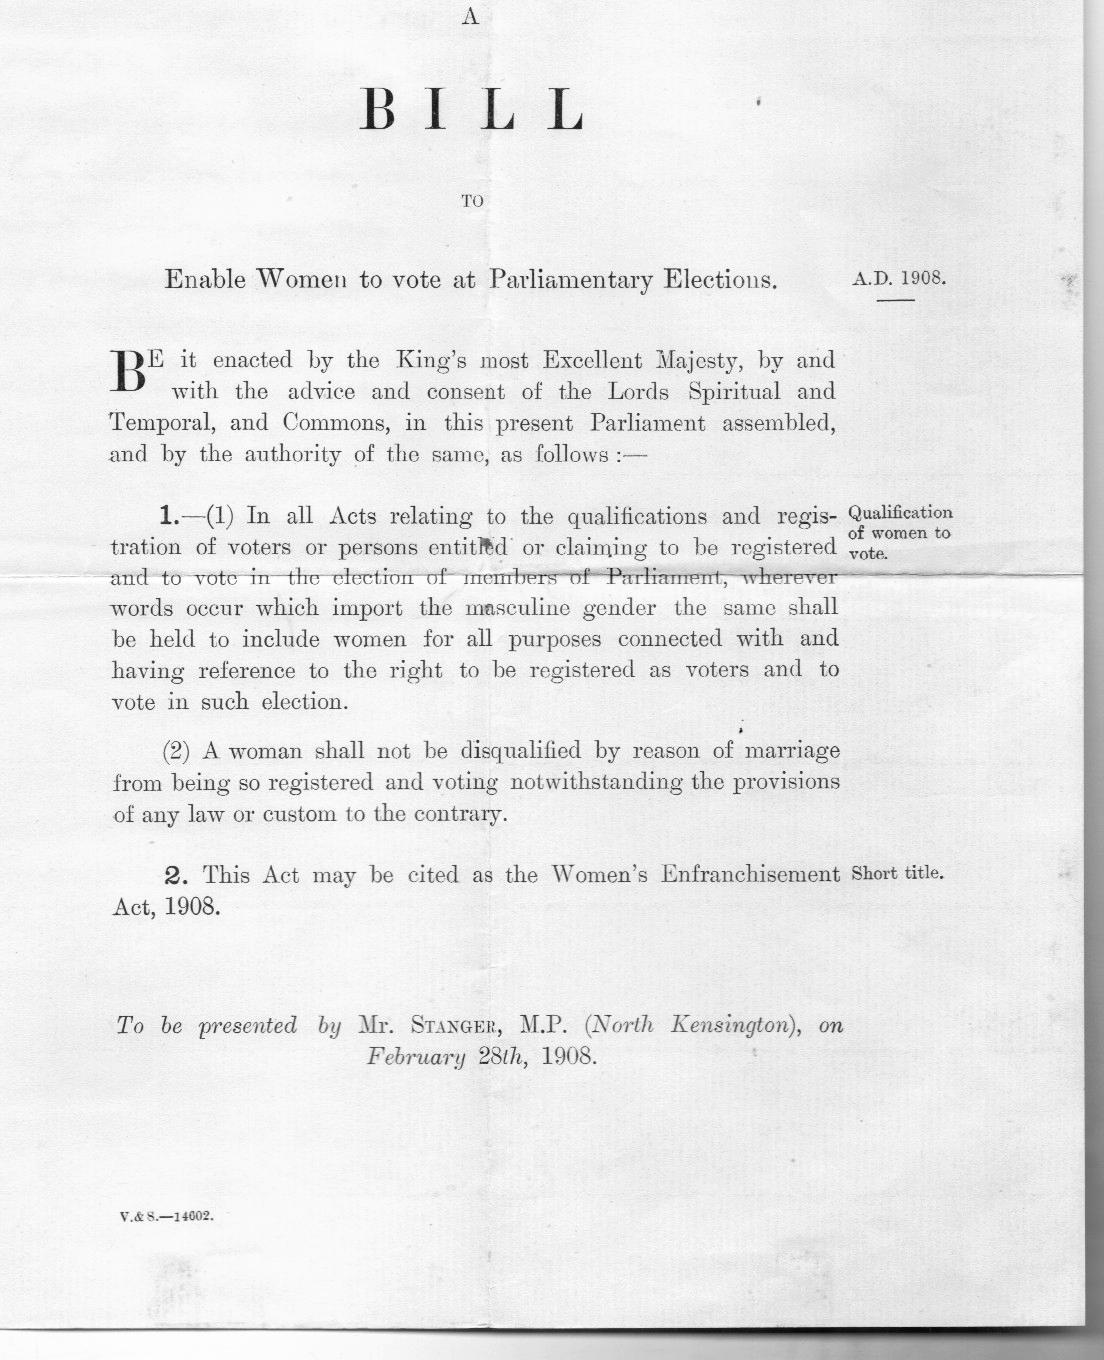 A
BILL
TO
Enable Women to vote at Parliamentary Elections.
A.D. 1908.
BE it enacted by the King's most Excellent Majesty, by and
with the advice and consent of the Lords Spiritual and
Temporal, and Commons, in this present Parliament assembled,
and by the authority of the same, as follows :—
1.—(1) In all Acts relating to the qualifications and regis-
tration of voters or persons entitled or claiming to be registered
and to vote in the election of members of Parliament, wherever
words occur which import the masculine gender the same shall
be held to include women for all purposes connected with and
having reference to the right to be registered as voters and to
vote in such election.
Qualification
of women to
vote.
(2) A woman shall not be disqualified by reason of marriage
from being so registered and voting notwithstanding the provisions
of any law or custom to the contrary.
2. This Act may be cited as the Women's Enfranchisement
Act, 1908.
Short title.
To be presented by Mr. STANGER, M.P. (North Kensington), on
February 28th, 1908.
V.& S.—14602.